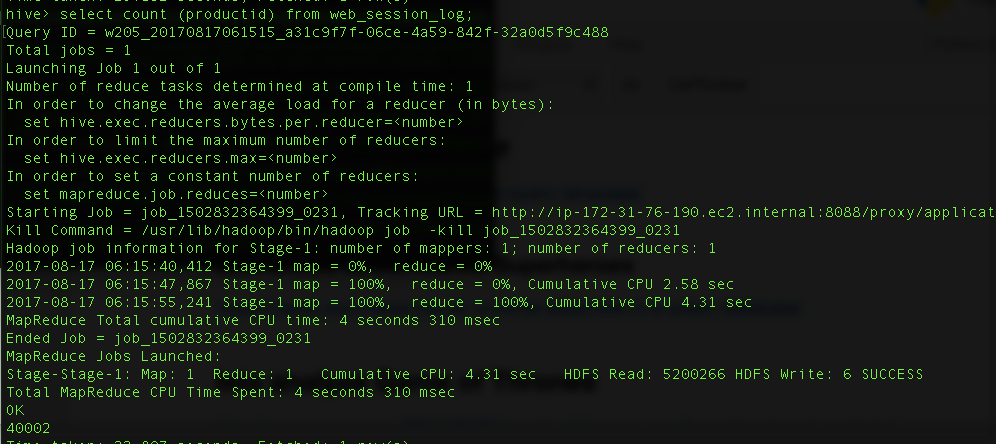 hive> select count (productid) from web_session_log;
Query ID = w205_20170817061515_a31c9f7f-06ce-4a59-842f-32a0d5f9c488
Total jobs = 1
Launching Job 1 out of 1
Number of reduce tasks determined at compile time: 1
In order to change the average load for a reducer (in bytes):
  set hive.exec.reducers.bytes.per.reducer=<number>
In order to limit the maximum number of reducers:
  set hive.exec.reducers.max=<number>
In order to set a constant number of reducers:
  set mapreduce.job.reduces=<number>
Starting Job = job_1502832364399_0231, Tracking URL = http://ip-172-31-76-190.ec2.internal:8088/proxy/applicat
Kill Command = /usr/lib/hadoop/bin/hadoop job  -kill job_1502832364399_0231
Hadoop job information for Stage-1: number of mappers: 1; number of reducers: 1
2017-08-17 06:15:40,412 Stage-1 map = 0%,  reduce = 0%
2017-08-17 06:15:47,867 Stage-1 map = 100%,  reduce = 0%, Cumulative CPU 2.58 sec
2017-08-17 06:15:55,241 Stage-1 map = 100%,  reduce = 100%, Cumulative CPU 4.31 sec
MapReduce Total cumulative CPU time: 4 seconds 310 msec
Ended Job = job_1502832364399_0231
MapReduce Jobs Launched:
Stage-Stage-1: Map: 1  Reduce: 1   Cumulative CPU: 4.31 sec   HDFS Read: 5200266 HDFS Write: 6 SUCCESS
Total MapReduce CPU Time Spent: 4 seconds 310 msec
OK
40002